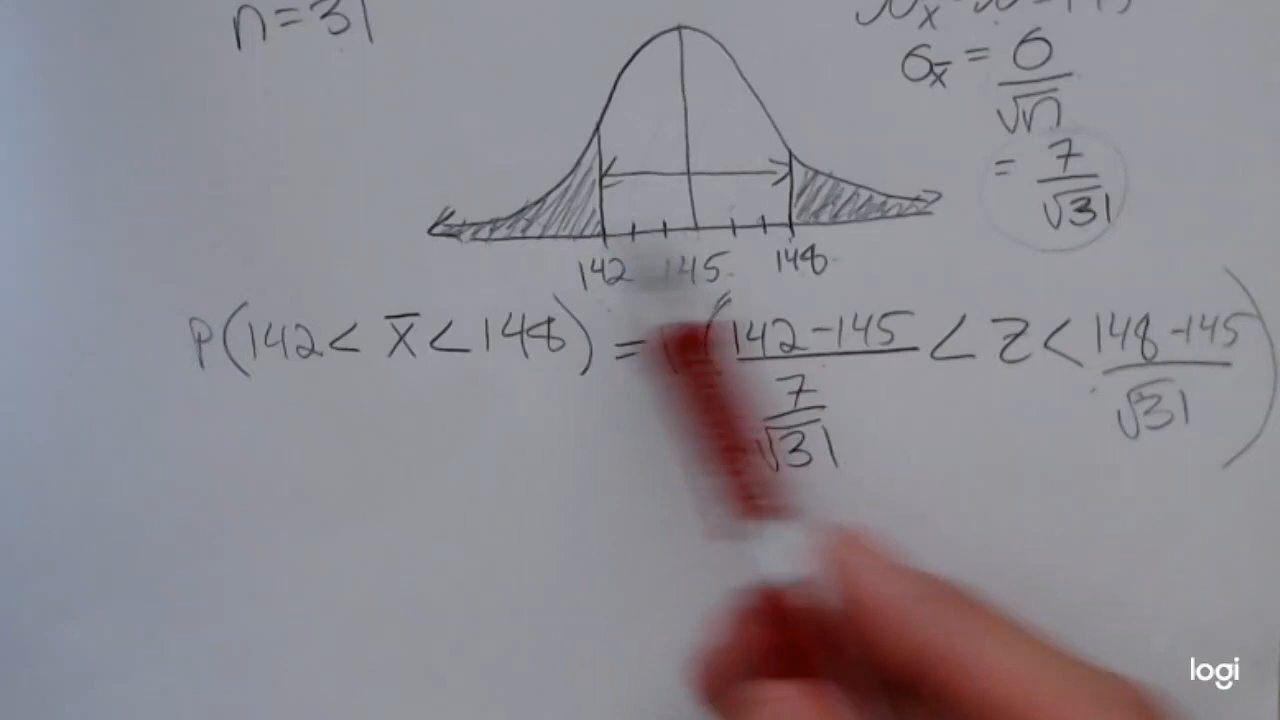 n=31
σx̄ = σ/√n
= 7/√31
142 145 148
P(142 < x̄ < 148) = (142-145 / 7/√31 < Z < 148-145 / √31)
logi